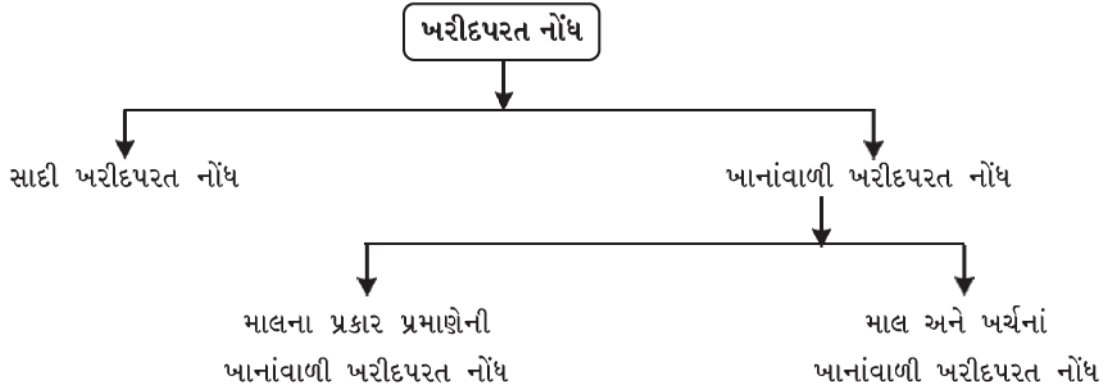 ખરીદપરત નોંધ
સાદી ખરીદપરત નોંધ
ખાનાંવાળી ખરીદપરત નોંધ
માલના પ્રકાર પ્રમાણેની
ખાનાંવાળી ખરીદપરત નોંધ
માલ અને ખર્ચનાં
ખાનાંવાળી ખરીદપરત નોંધ